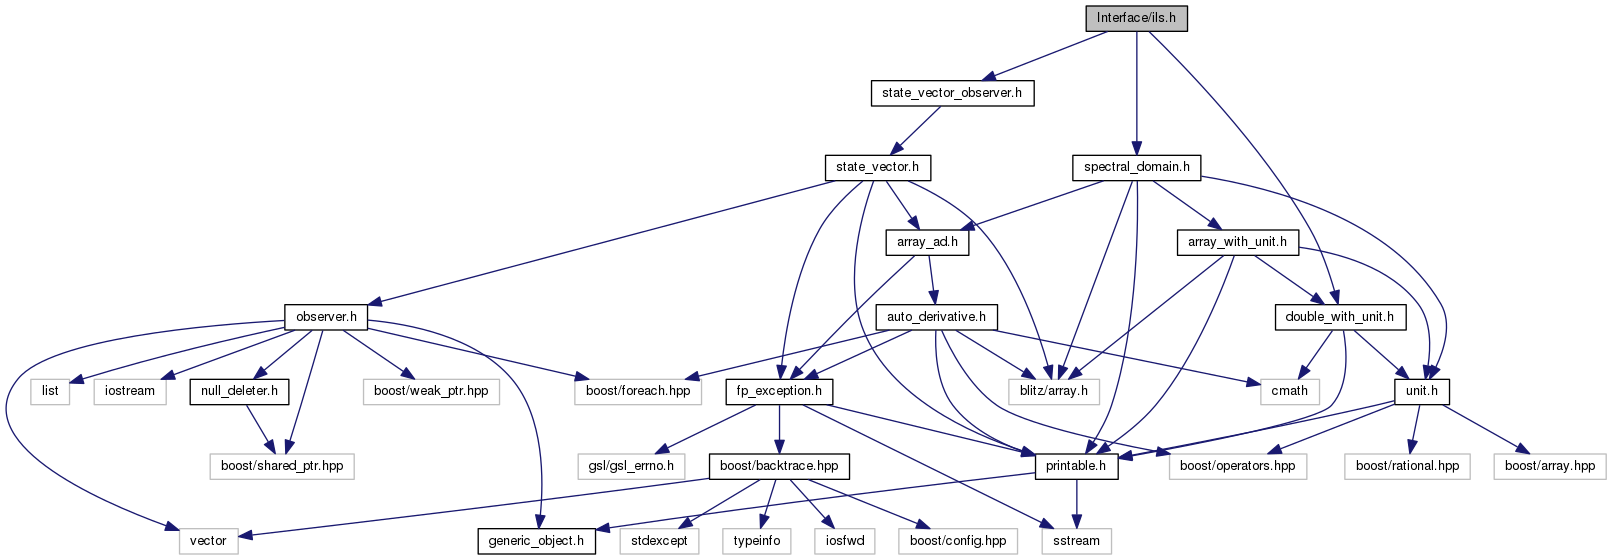 Interface/ils.h
state_vector_observer.h
state_vector.h
spectral_domain.h
array_ad.h
array_with_unit.h
observer.h
auto_derivative.h
double_with_unit.h
list
iostream
null_deleter.h
boost/weak_ptr.hpp
boost/foreach.hpp
fp_exception.h
blitz/array.h
cmath
unit.h
boost/shared_ptr.hpp
gsl/gsl_errno.h
boost/backtrace.hpp
printable.h
boost/operators.hpp
boost/rational.hpp
boost/array.hpp
vector
generic_object.h
stdexcept
typeinfo
iosfwd
boost/config.hpp
sstream